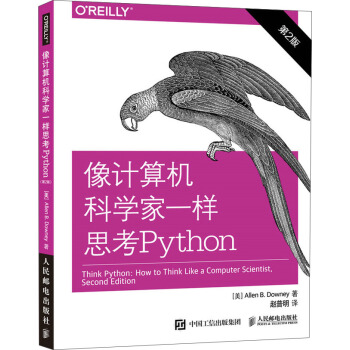 O'REILLY®
第2版
像计算机
科学家一样
思考Python
Think Python: How to Think Like a Computer Scientist,
Second Edition
[美] Allen B. Downey 著
赵普明 译
中国工信出版集团
人民邮电出版社
像计算机科学家一样思考Python
(第2版)
[美] Allen B. Downey 著
人民邮电出版社